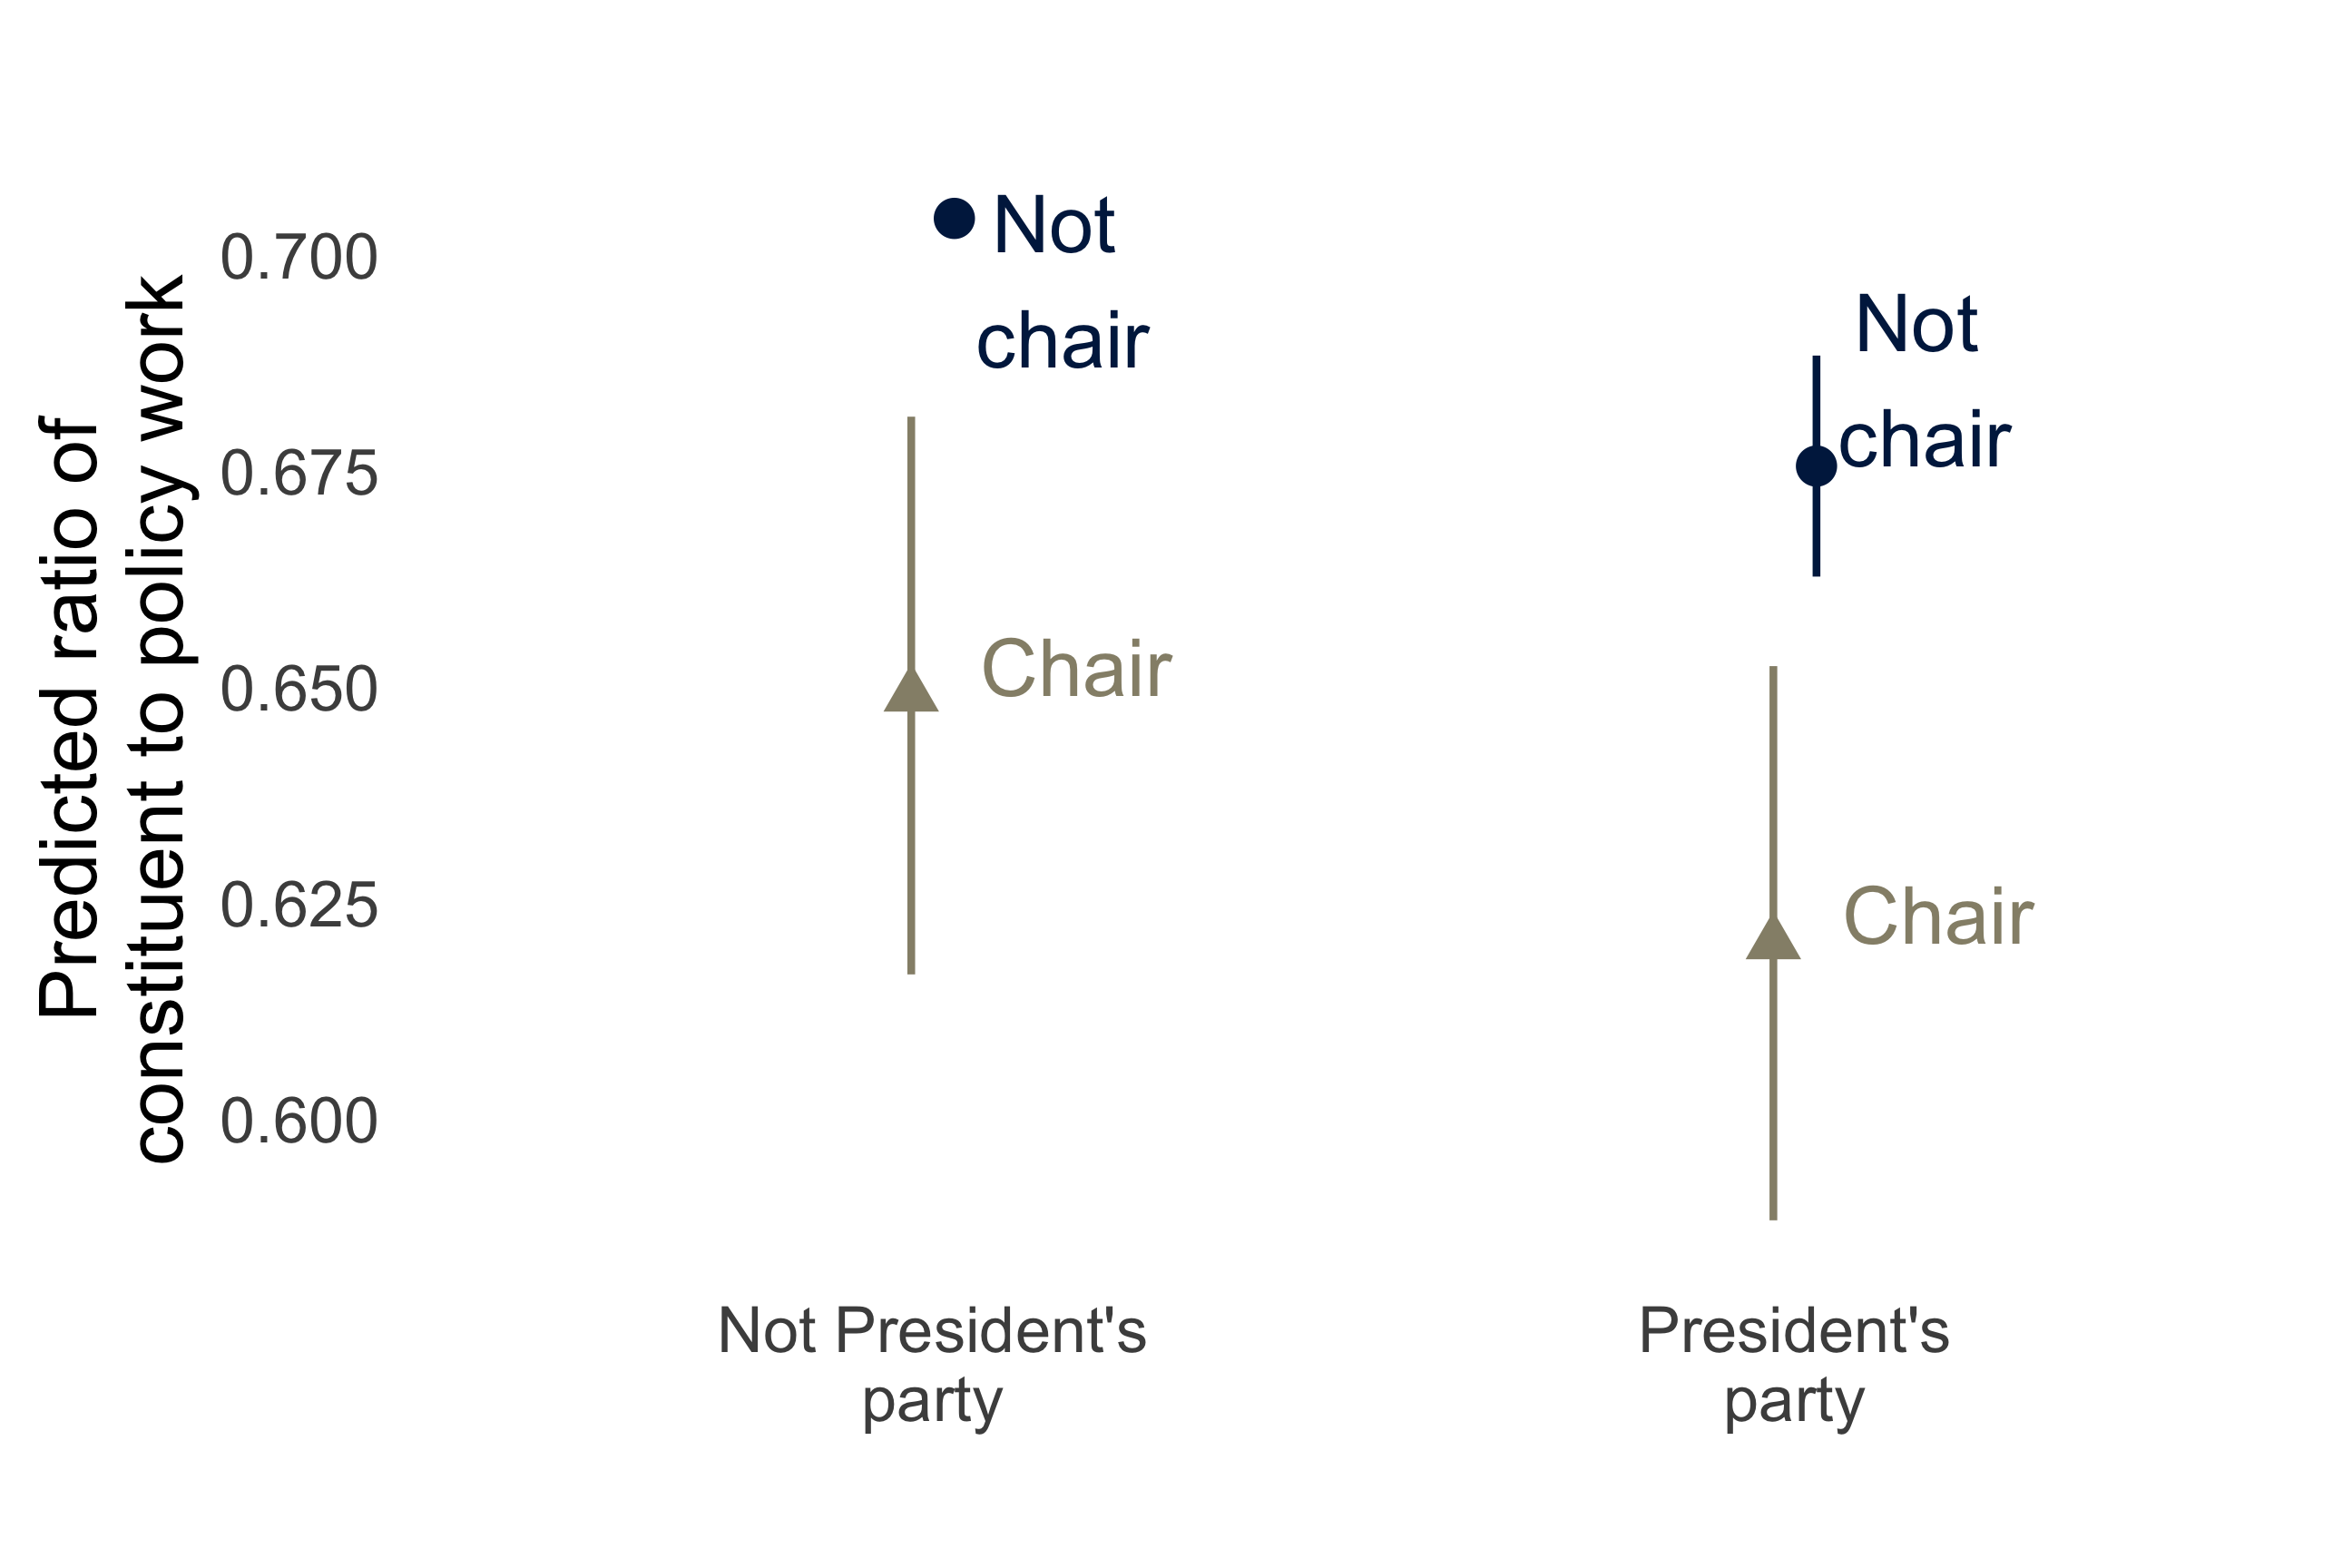 Predicted ratio of
constituent to policy work
0.700
0.675
0.650
0.625
0.600
Not
chair
Chair
Not
chair
Chair
Not President's
party
President's
party